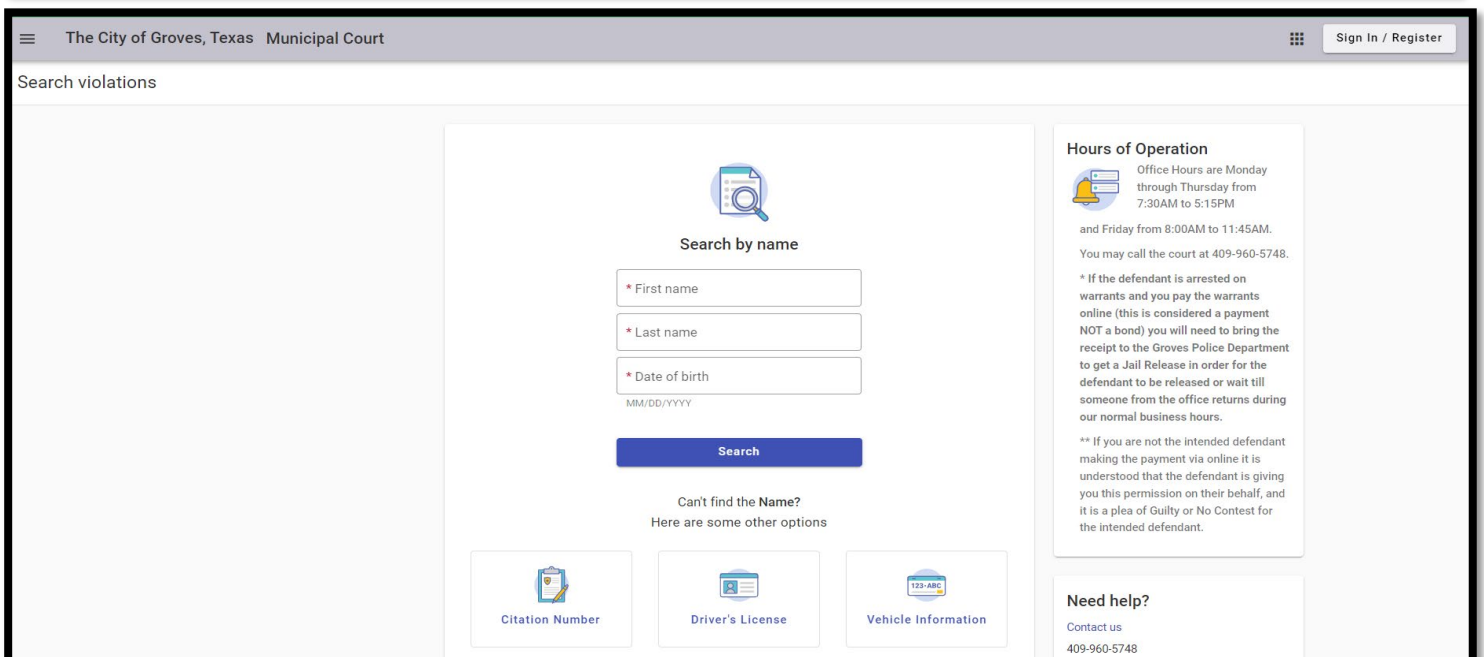 The City of Groves, Texas Municipal Court
Sign In / Register
Search violations
Search by name
* First name
* Last name
* Date of birth
MM/DD/YYYY
Search
Can't find the Name?
Here are some other options
Citation Number
Driver's License
123-ABC
Vehicle Information
Hours of Operation
Office Hours are Monday
through Thursday from
7:30AM to 5:15PM
and Friday from 8:00AM to 11:45AM.
You may call the court at 409-960-5748.
* If the defendant is arrested on
warrants and you pay the warrants
online (this is considered a payment
NOT a bond) you will need to bring the
receipt to the Groves Police Department
to get a Jail Release in order for the
defendant to be released or wait till
someone from the office returns during
our normal business hours.
** If you are not the intended defendant
making the payment via online it is
understood that the defendant is giving
you this permission on their behalf, and
it is a plea of Guilty or No Contest for
the intended defendant.
Need help?
Contact us
409-960-5748